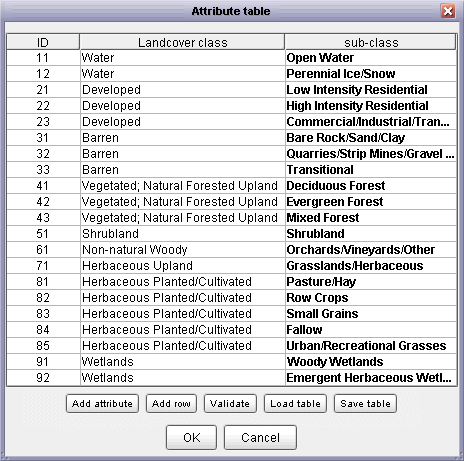 Attribute table
ID Landcover class sub-class
11 Water Open Water
12 Water Perennial Ice/Snow
21 Developed Low Intensity Residential
22 Developed High Intensity Residential
23 Developed Commercial/Industrial/Tran...
31 Barren Bare Rock/Sand/Clay
32 Barren Quarries/Strip Mines/Gravel ...
33 Barren Transitional
41 Vegetated; Natural Forested Upland Deciduous Forest
42 Vegetated; Natural Forested Upland Evergreen Forest
43 Vegetated; Natural Forested Upland Mixed Forest
51 Shrubland Shrubland
61 Non-natural Woody Orchards/Vineyards/Other
71 Herbaceous Upland Grasslands/Herbaceous
81 Herbaceous Planted/Cultivated Pasture/Hay
82 Herbaceous Planted/Cultivated Row Crops
83 Herbaceous Planted/Cultivated Small Grains
84 Herbaceous Planted/Cultivated Fallow
85 Herbaceous Planted/Cultivated Urban/Recreational Grasses
91 Wetlands Woody Wetlands
92 Wetlands Emergent Herbaceous Wetl...
Add attribute Add row Validate Load table Save table
OK Cancel